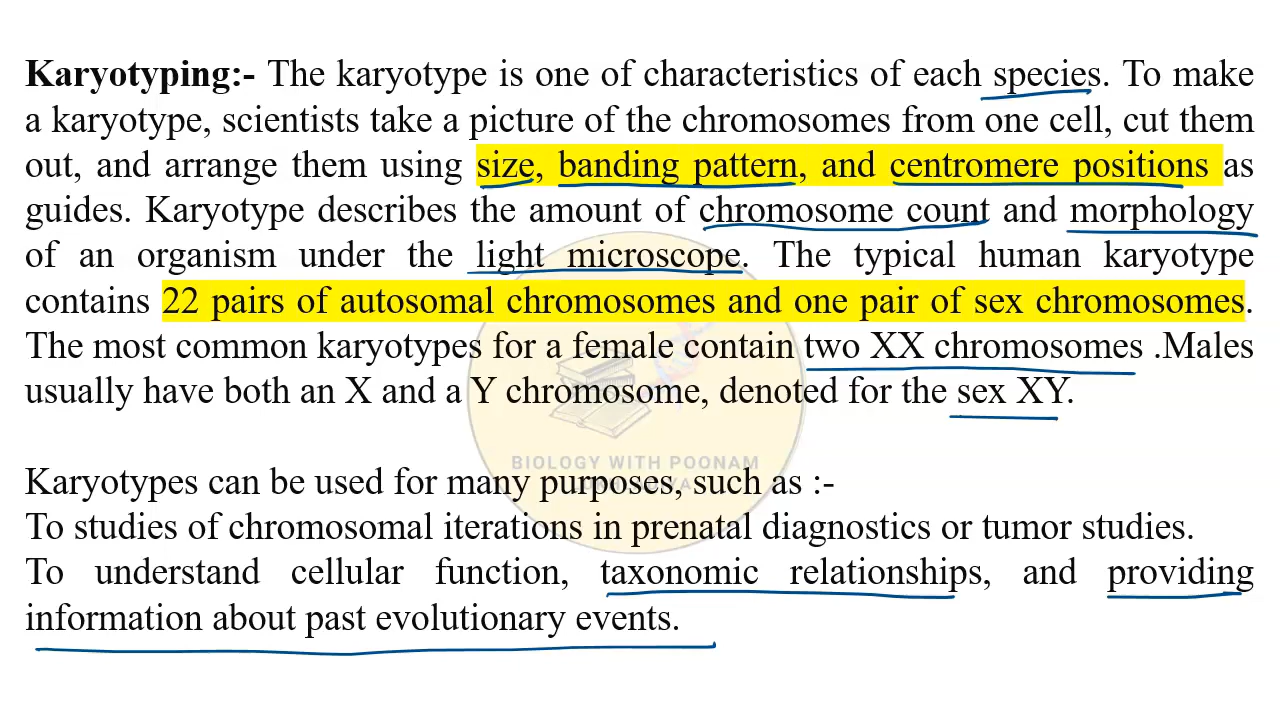 Karyotyping:- The karyotype is one of characteristics of each species. To make
a karyotype, scientists take a picture of the chromosomes from one cell, cut them
out, and arrange them using size, banding pattern, and centromere positions as
guides. Karyotype describes the amount of chromosome count and morphology
of an organism under the light microscope. The typical human karyotype
contains 22 pairs of autosomal chromosomes and one pair of sex chromosomes.
The most common karyotypes for a female contain two XX chromosomes .Males
usually have both an X and a Y chromosome, denoted for the sex XY.
BIOLOGY WITH POONAM
Karyotypes can be used for many purposes, such as :-
To studies of chromosomal iterations in prenatal diagnostics or tumor studies.
To understand cellular function, taxonomic relationships, and providing
information about past evolutionary events.